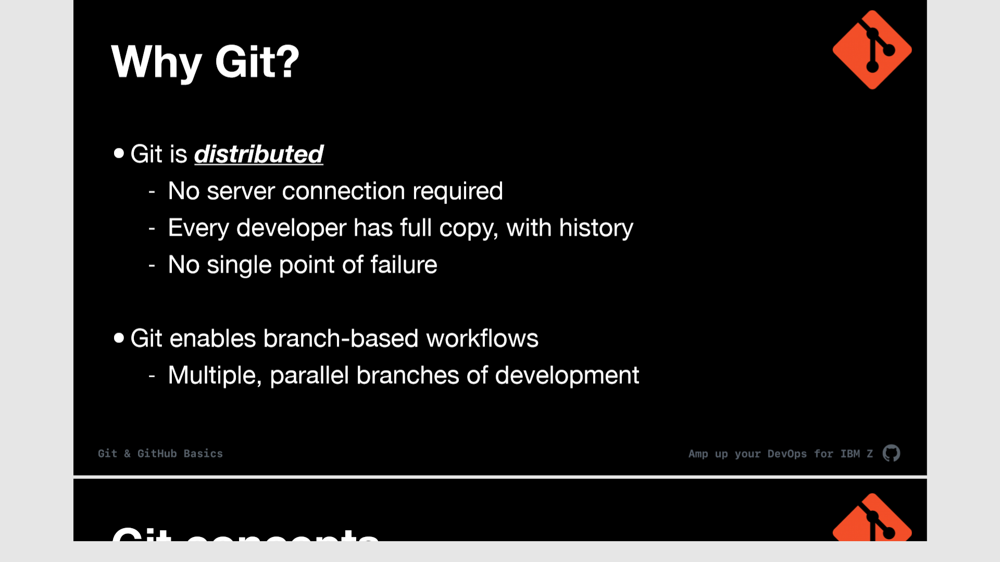 Why Git?
• Git is distributed
- No server connection required
- Every developer has full copy, with history
- No single point of failure
• Git enables branch-based workflows
- Multiple, parallel branches of development
Git & GitHub Basics
Amp up your DevOps for IBM Z
Git concepts